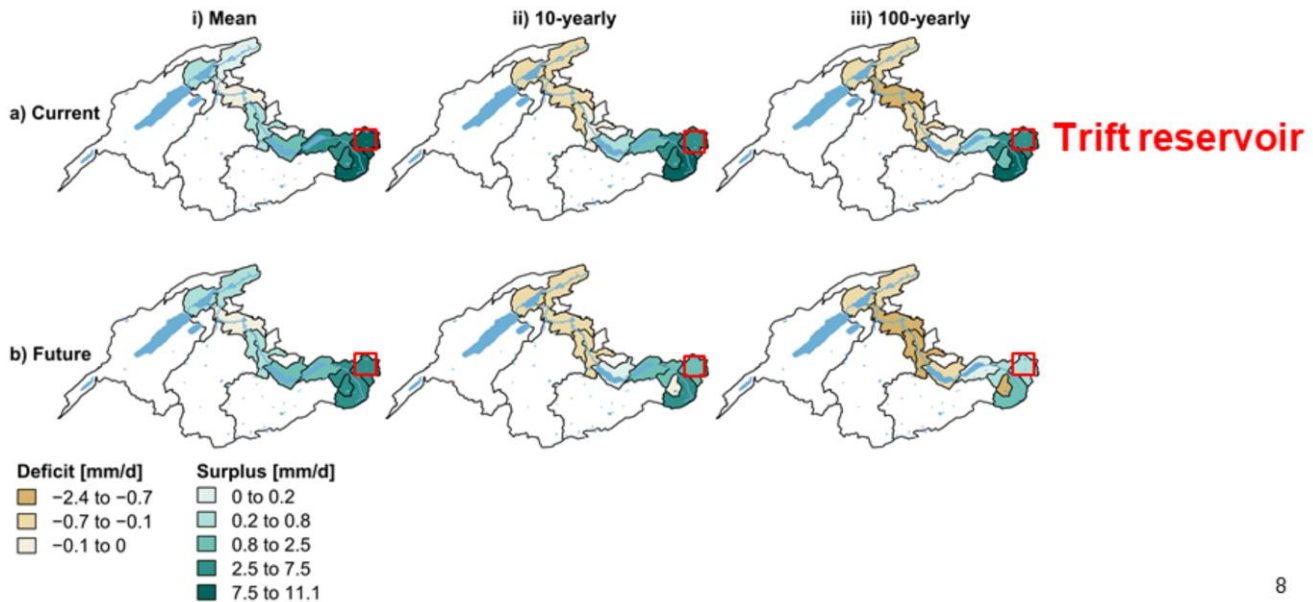 i) Mean
ii) 10-yearly
iii) 100-yearly
a) Current
Trift reservoir
b) Future
Deficit [mm/d]
−2.4 to −0.7
−0.7 to −0.1
−0.1 to 0
Surplus [mm/d]
0 to 0.2
0.2 to 0.8
0.8 to 2.5
2.5 to 7.5
7.5 to 11.1
8